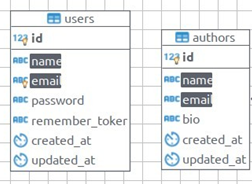 users
123 id
ABC name
ABC email
ABC password
ABC remember_token
created_at
updated_at
authors
123 id
ABC name
ABC email
ABC bio
created_at
updated_at